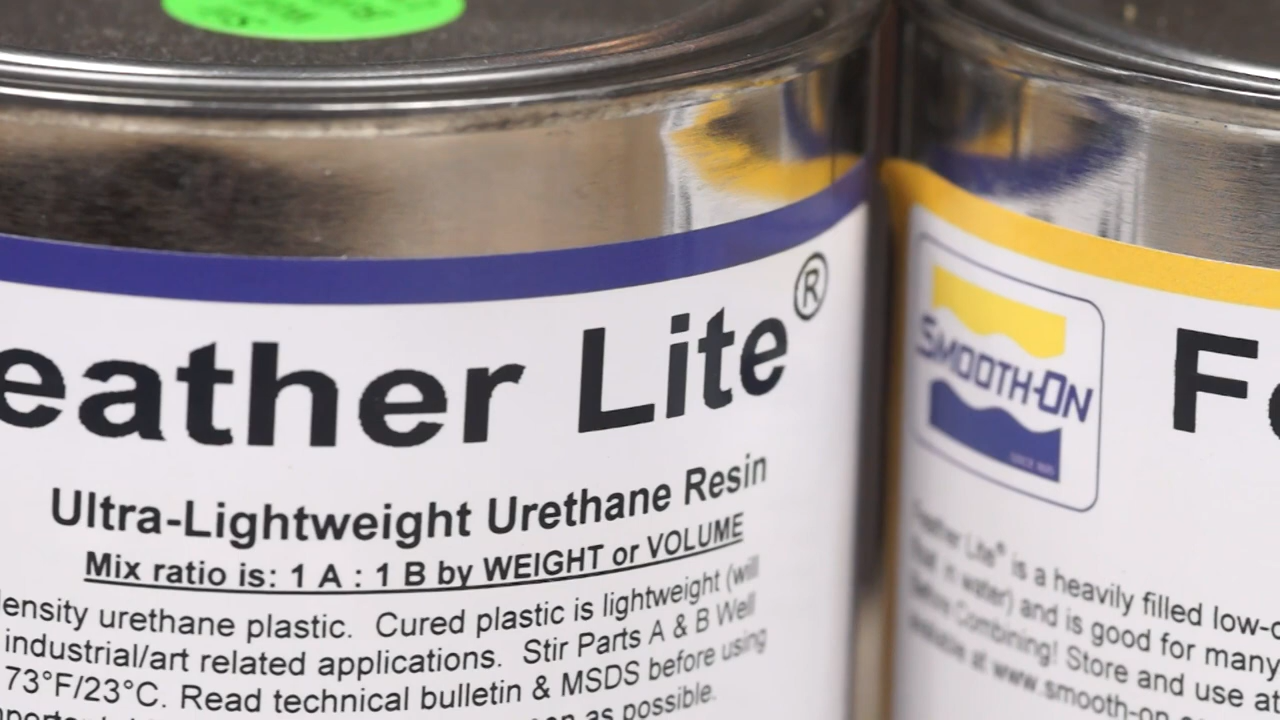 eather Lite®
Ultra-Lightweight Urethane Resin
Mix ratio is: 1 A : 1 B by WEIGHT or VOLUME
density urethane plastic. Cured plastic is lightweight (will
industrial/art related applications. Stir Parts A & B Well
73°F/23°C. Read technical bulletin & MSDS before using
as possible.
SMOOTH-ON
Fe
Feather Lite® is a heavily filled low-d
water) and is good for many
Before Combining! Store and use at
available at www.smooth-on